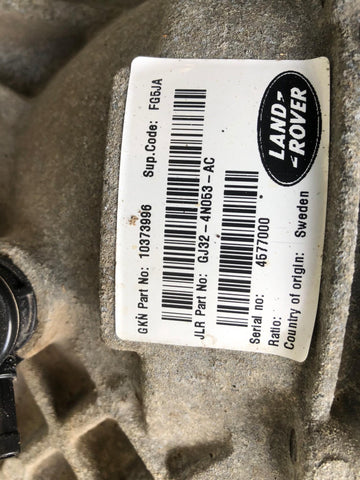 GKN Part No: 10373996 Sup.Code: FG5JA
JLR Part No: GJ32-4N053-AC
Serial no: 4577000
Ratio:
Country of origin: Sweden
LAND
ROVER